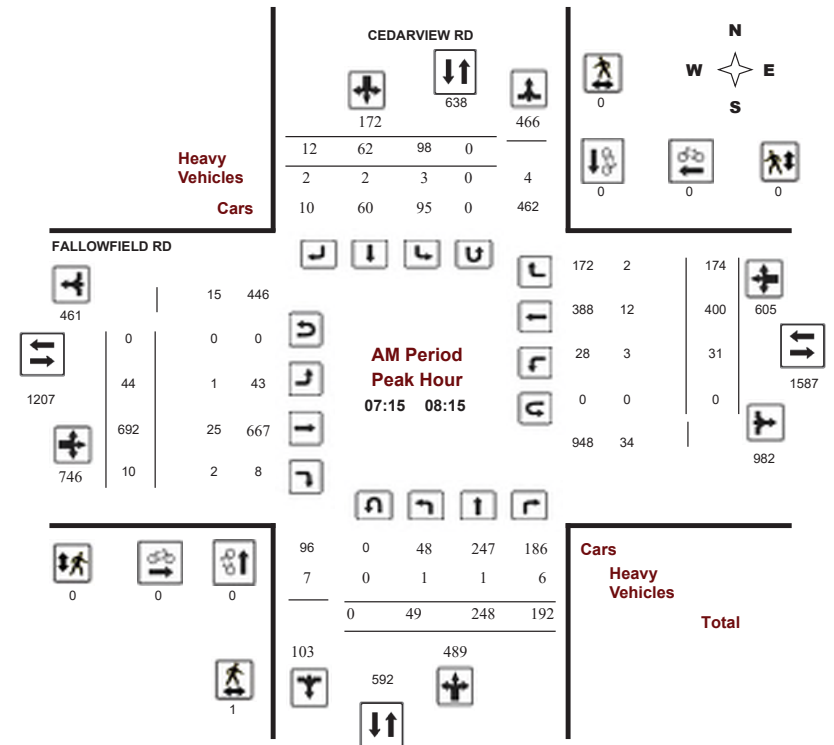 CEDARVIEW RD
N
W E
S
638
0
172 466
12 62 98 0
Heavy
Vehicles
2 2 3 0 4
Cars
10 60 95 0 462
0 0 0
FALLOWFIELD RD
461
15 446
0 0 0
1207
44 1 43
692 25 667
746
10 2 8
AM Period
Peak Hour
07:15 08:15
172 2 174
388 12 400 605
28 3 31
1587
0 0 0
948 34
982
96 0 48 247 186
7 0 1 1 6
0 49 248 192
Cars
Heavy
Vehicles
Total
0 0 0
103 489
592
1